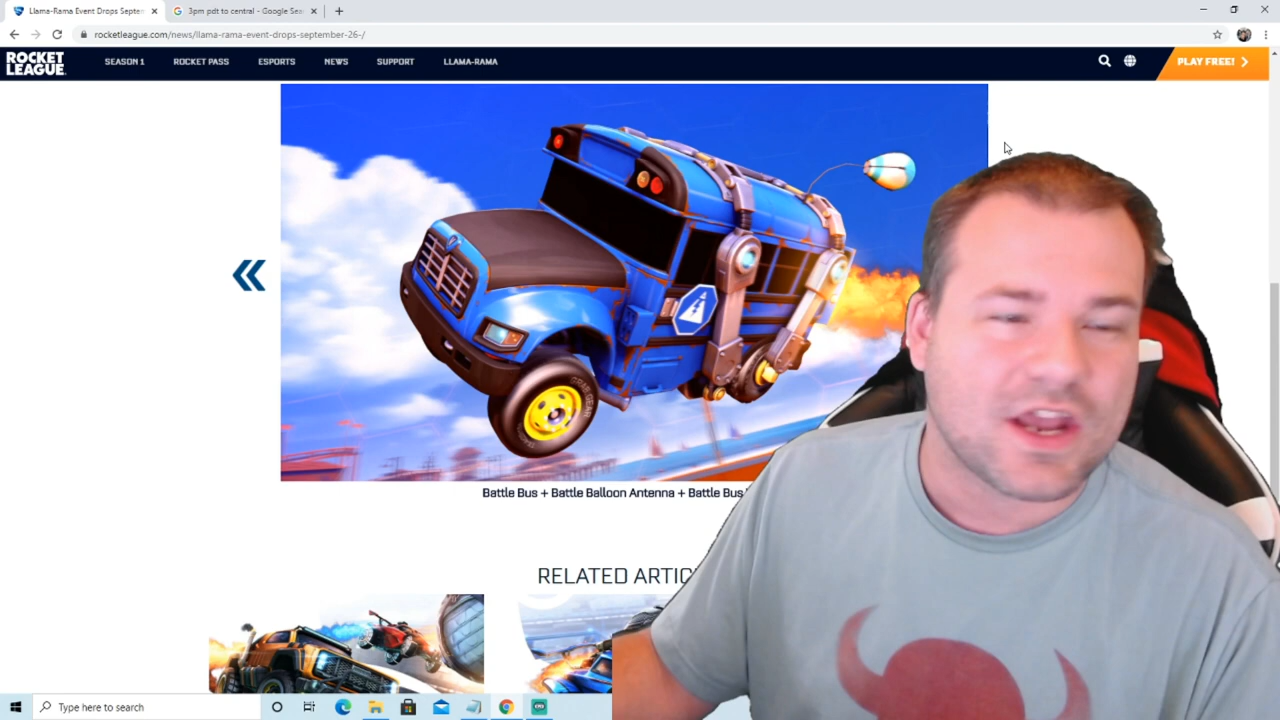 Llama-Rama Event Drops Septem
3pm pdt to central - Google Sea
rocketleague.com/news/llama-rama-event-drops-september-26-/
ROCKET LEAGUE
SEASON 1
ROCKET PASS
ESPORTS
NEWS
SUPPORT
LLAMA-RAMA
PLAY FREE!
Battle Bus + Battle Balloon Antenna + Battle Bus
RELATED ARTIC
Type here to search